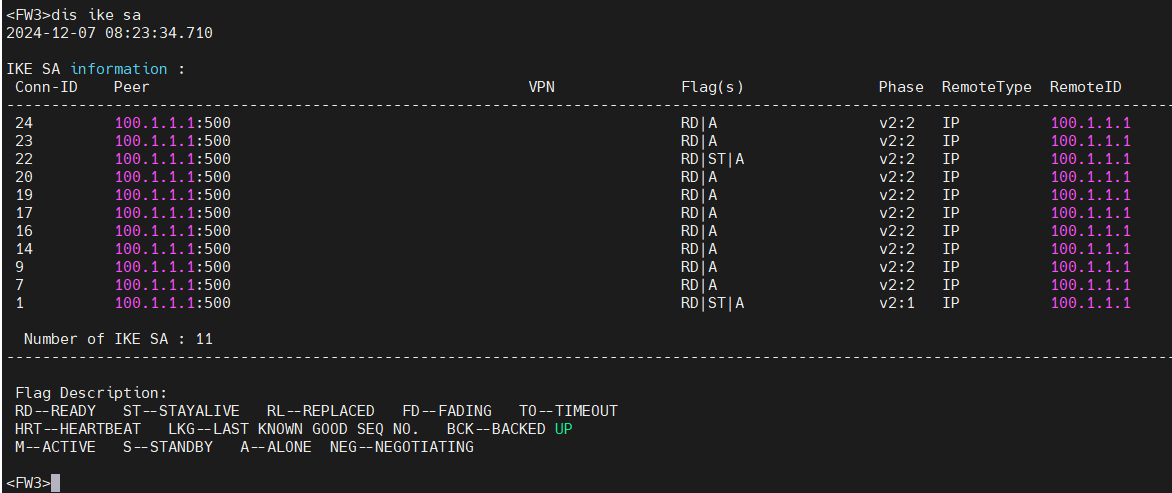 <FW3>dis ike sa
2024-12-07 08:23:34.710
IKE SA information :
Conn-ID    Peer                                              VPN                 Flag(s)               Phase  RemoteType  RemoteID
------------------------------------------------------------------------------------------------------------------------------------
24         100.1.1.1:500                                                  RD|A                  v2:2   IP          100.1.1.1
23         100.1.1.1:500                                                  RD|A                  v2:2   IP          100.1.1.1
22         100.1.1.1:500                                                  RD|ST|A               v2:2   IP          100.1.1.1
20         100.1.1.1:500                                                  RD|A                  v2:2   IP          100.1.1.1
19         100.1.1.1:500                                                  RD|A                  v2:2   IP          100.1.1.1
17         100.1.1.1:500                                                  RD|A                  v2:2   IP          100.1.1.1
16         100.1.1.1:500                                                  RD|A                  v2:2   IP          100.1.1.1
14         100.1.1.1:500                                                  RD|A                  v2:2   IP          100.1.1.1
9          100.1.1.1:500                                                  RD|A                  v2:2   IP          100.1.1.1
7          100.1.1.1:500                                                  RD|A                  v2:2   IP          100.1.1.1
1          100.1.1.1:500                                                  RD|ST|A               v2:1   IP          100.1.1.1
Number of IKE SA : 11
------------------------------------------------------------------------------------------------------------------------------------
Flag Description:
RD--READY   ST--STAYALIVE   RL--REPLACED   FD--FADING   TO--TIMEOUT
HRT--HEARTBEAT   LKG--LAST KNOWN GOOD SEQ NO.   BCK--BACKED UP
M--ACTIVE   S--STANDBY   A--ALONE  NEG--NEGOTIATING
<FW3>